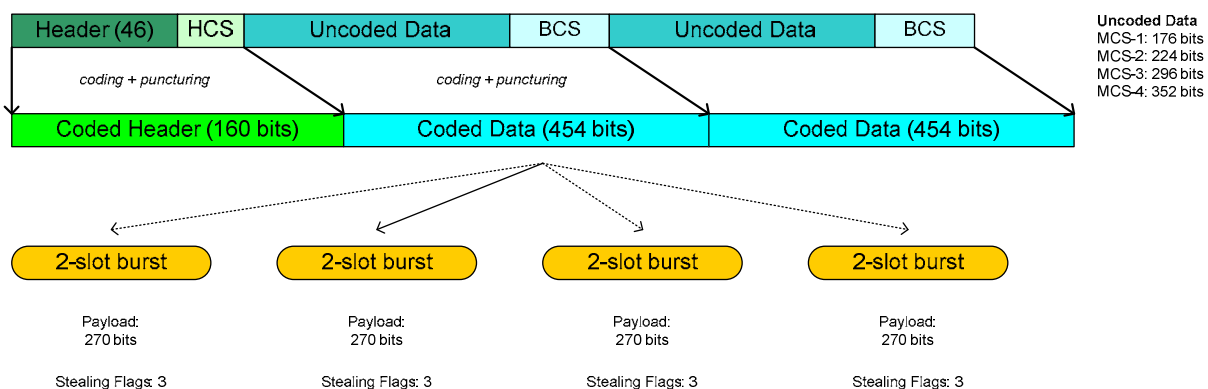 Header (46)
HCS
Uncoded Data
BCS
Uncoded Data
BCS
Uncoded Data
MCS-1: 176 bits
MCS-2: 224 bits
MCS-3: 296 bits
MCS-4: 352 bits
coding + puncturing
coding + puncturing
Coded Header (160 bits)
Coded Data (454 bits)
Coded Data (454 bits)
2-slot burst
2-slot burst
2-slot burst
2-slot burst
Payload:
270 bits
Payload:
270 bits
Payload:
270 bits
Payload:
270 bits
Stealing Flags: 3
Stealing Flags: 3
Stealing Flags: 3
Stealing Flags: 3